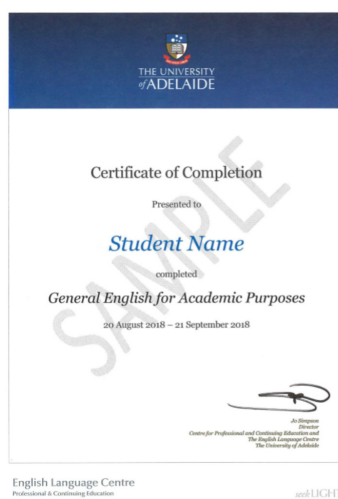 THE UNIVERSITY
of ADELAIDE
Certificate of Completion
Presented to
Student Name
completed
General English for Academic Purposes
20 August 2018 – 21 September 2018
SAMPLE
Jo Simpson
Director
Centre for Professional and Continuing Education and
The English Language Centre
The University of Adelaide
English Language Centre
Professional & Continuing Education
seekLIGHT